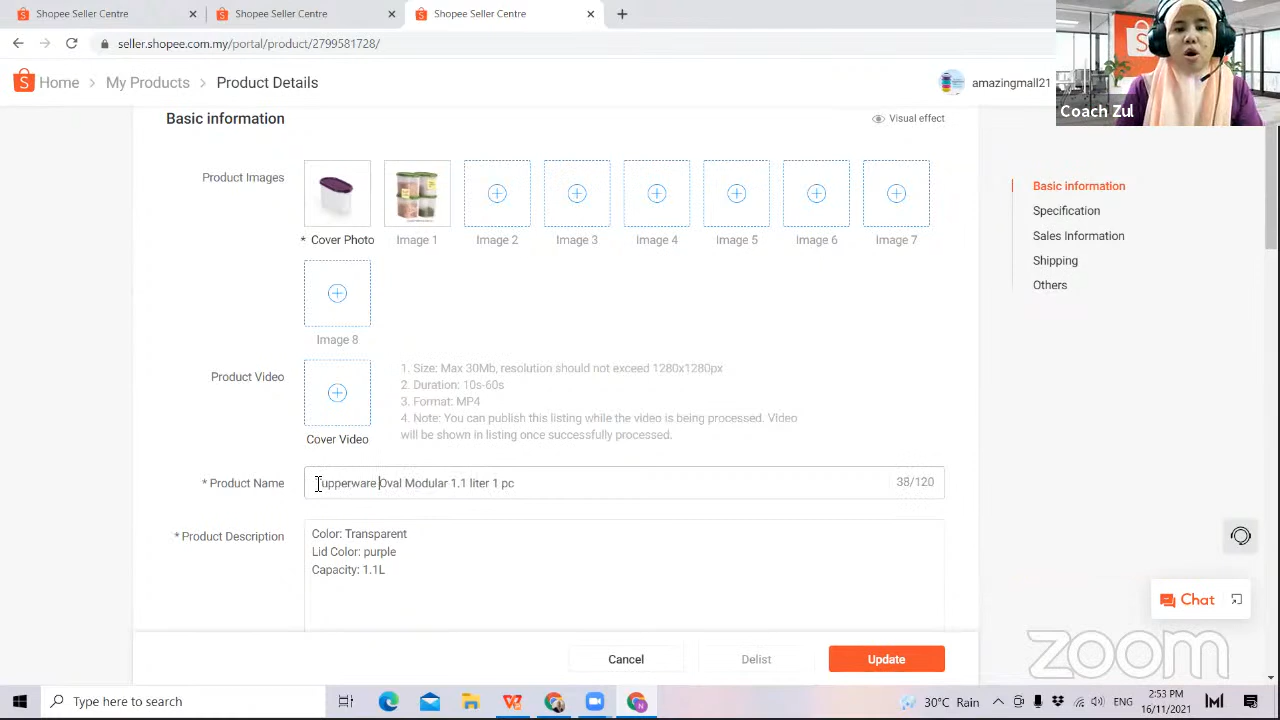 Shopee Seller Centre
Shopee Seller Centre
Shopee Seller Centre
seller.shopee.com.my/portal/product/2799581728/
Home > My Products > Product Details
amazingmall21
Coach Zul
Basic information
Visual effect
Product Images
* Cover Photo
Image 1
Image 2
Image 3
Image 4
Image 5
Image 6
Image 7
Image 8
Product Video
Cover Video
1. Size: Max 30Mb, resolution should not exceed 1280x1280px
2. Duration: 10s-60s
3. Format: MP4
4. Note: You can publish this listing while the video is being processed. Video
will be shown in listing once successfully processed.
* Product Name
Tupperware Oval Modular 1.1 liter 1 pc
38/120
* Product Description
Color: Transparent
Lid Color: purple
Capacity: 1.1L
Basic information
Specification
Sales Information
Shipping
Others
Chat
Cancel
Delist
Update
zoom
Type here to search
30°C Rain
ENG
2:53 PM
16/11/2021